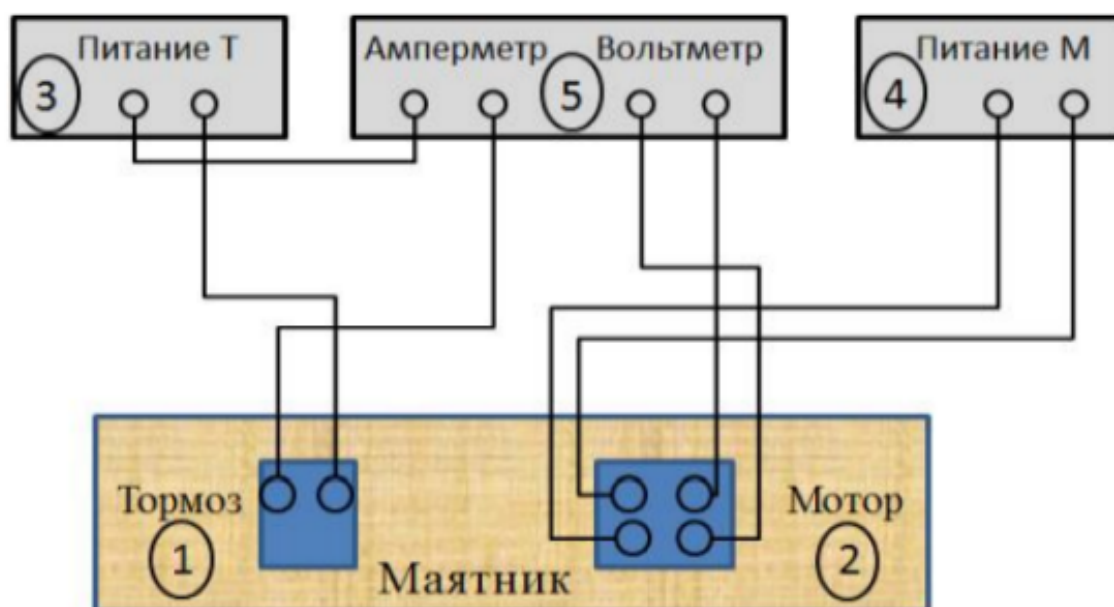 Питание Т
3
Амперметр
5
Вольтметр
Питание М
4
Тормоз
1
Маятник
Мотор
2